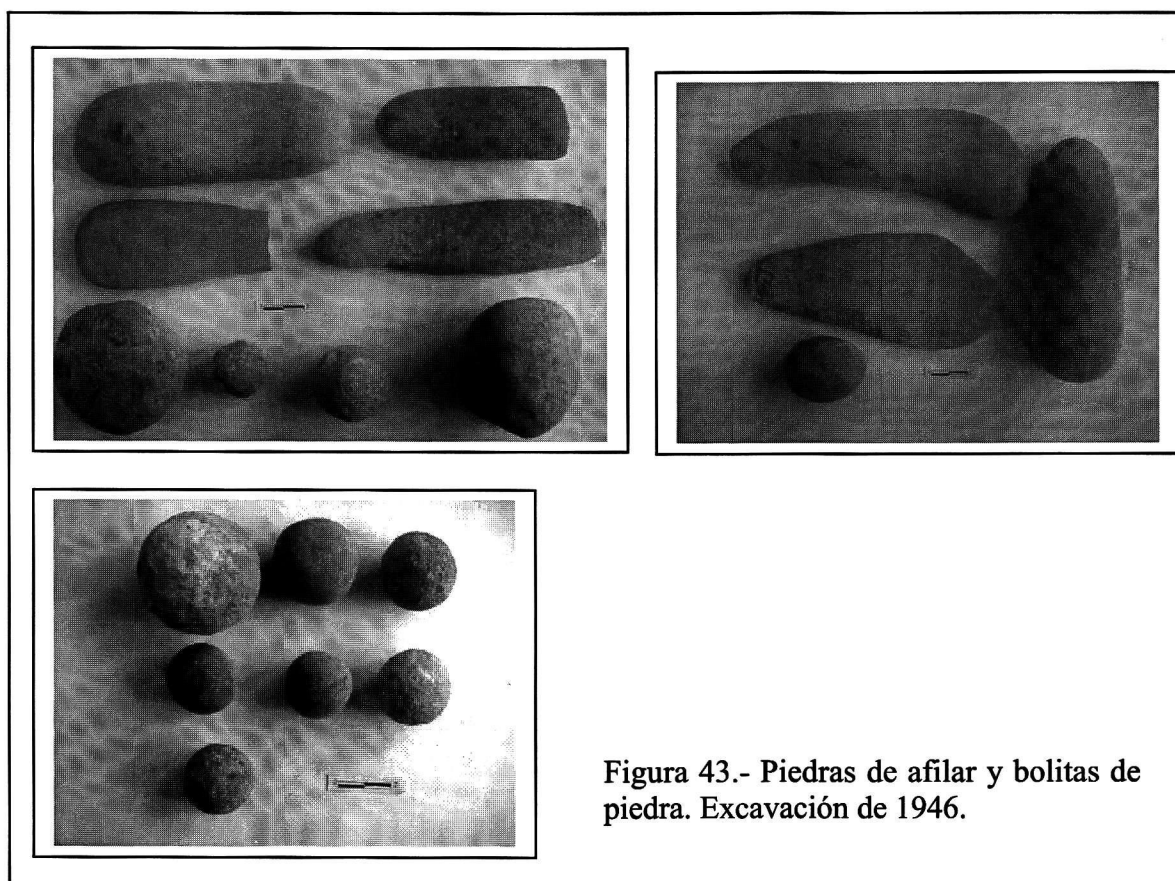 Figura 43.- Piedras de afilar y bolitas de
piedra. Excavación de 1946.